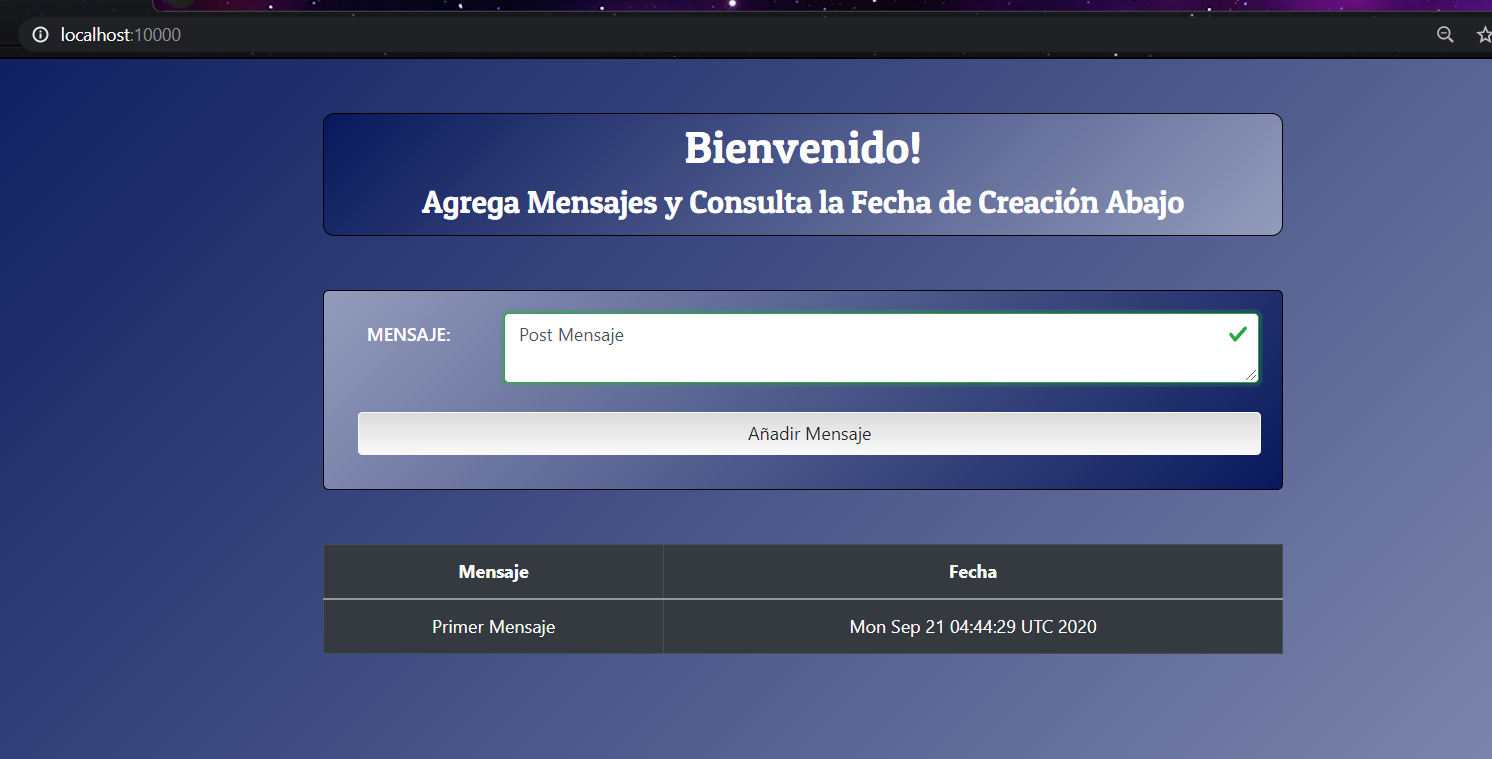 localhost:10000
Bienvenido!
Agrega Mensajes y Consulta la Fecha de Creación Abajo
MENSAJE:
Post Mensaje
Añadir Mensaje
Mensaje Fecha
Primer Mensaje Mon Sep 21 04:44:29 UTC 2020